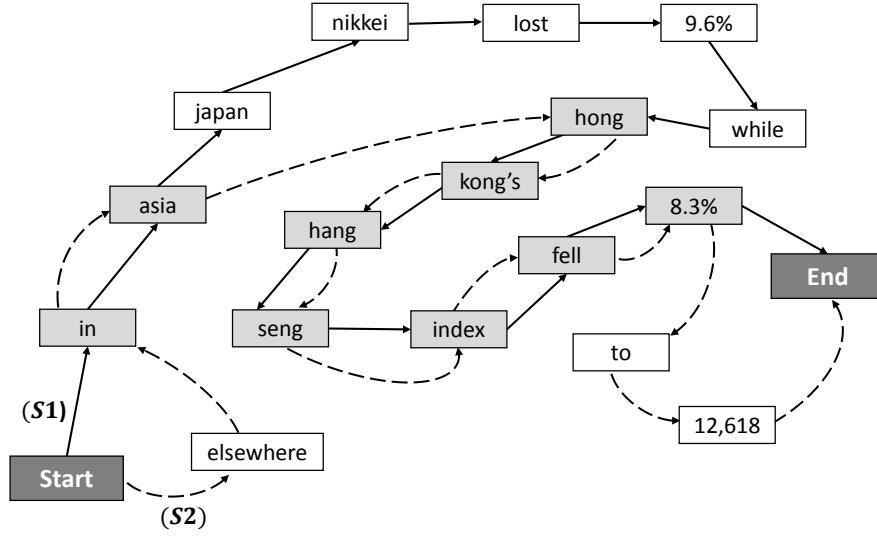 nikkei
lost
9.6%
japan
hong
while
kong's
asia
8.3%
hang
fell
End
in
seng
index
to
(S1)
12,618
elsewhere
Start
(S2)